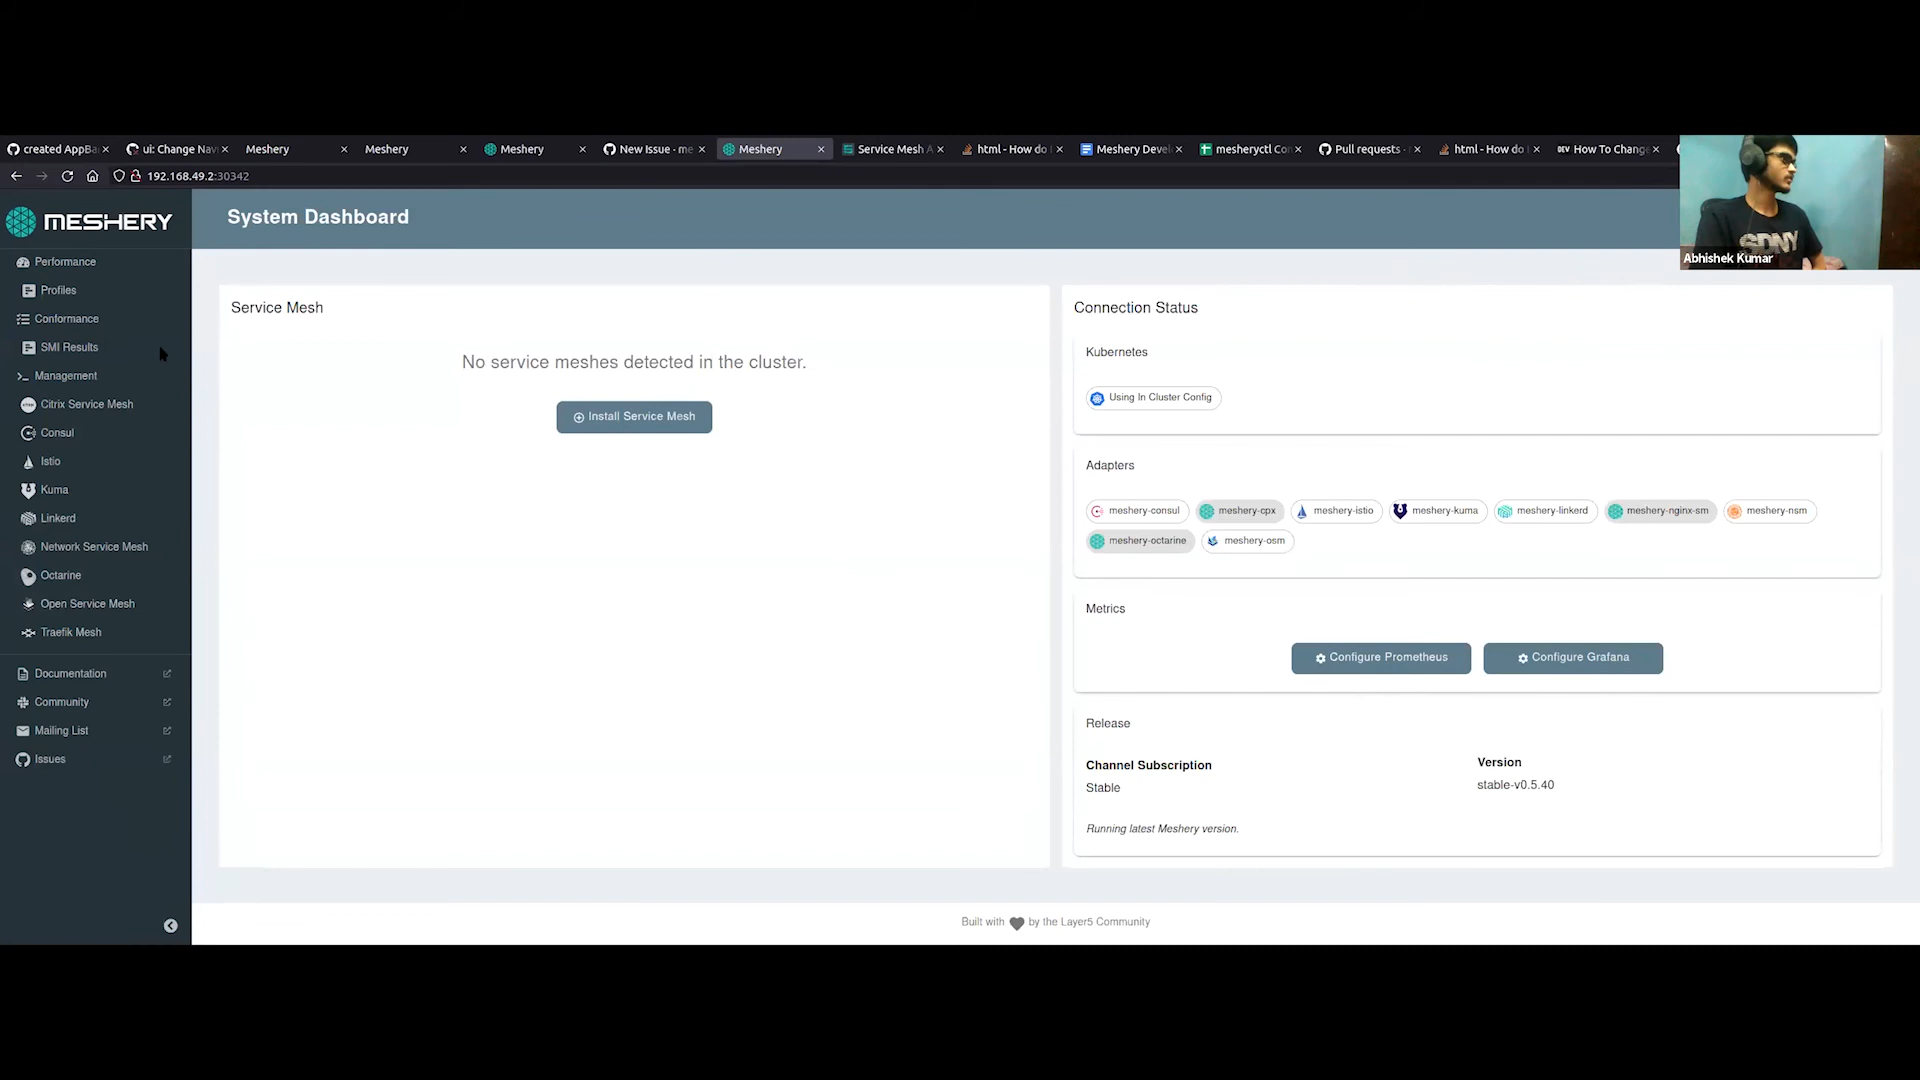 created AppBa
ui: Change Navi
Meshery
Meshery
Meshery
New Issue · me
Meshery
Service Mesh A
html - How do I
Meshery Devel
mesheryctl Com
Pull requests ·
html - How do I
DEV How To Change
192.168.49.2:30342
MESHERY
System Dashboard
SDNY
Abhishek Kumar
Performance
Profiles
Conformance
SMI Results
Management
Citrix Service Mesh
Consul
Istio
Kuma
Linkerd
Network Service Mesh
Octarine
Open Service Mesh
Traefik Mesh
Documentation
Community
Mailing List
Issues
Service Mesh
No service meshes detected in the cluster.
Install Service Mesh
Connection Status
Kubernetes
Using In Cluster Config
Adapters
meshery-consul meshery-cpx meshery-istio meshery-kuma meshery-linkerd meshery-nginx-sm meshery-nsm
meshery-octarine meshery-osm
Metrics
Configure Prometheus Configure Grafana
Release
Channel Subscription
Stable
Version
stable-v0.5.40
Running latest Meshery version.
Built with by the Layer5 Community